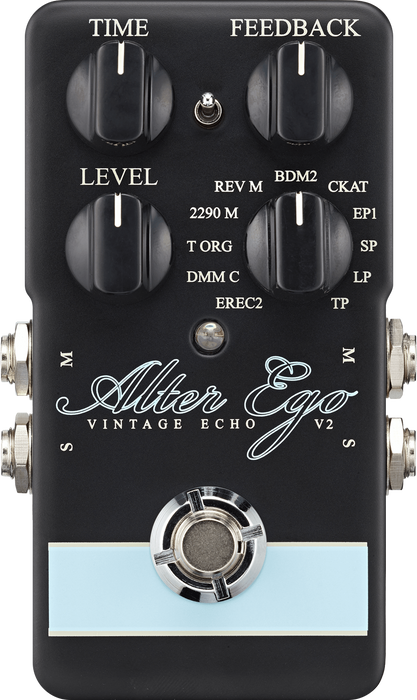 TIME FEEDBACK
LEVEL
BDM2
REV M CKAT
2290 M EP1
T ORG SP
DMM C LP
EREC2 TP
M M
Alter Ego
VINTAGE ECHO V2
S S